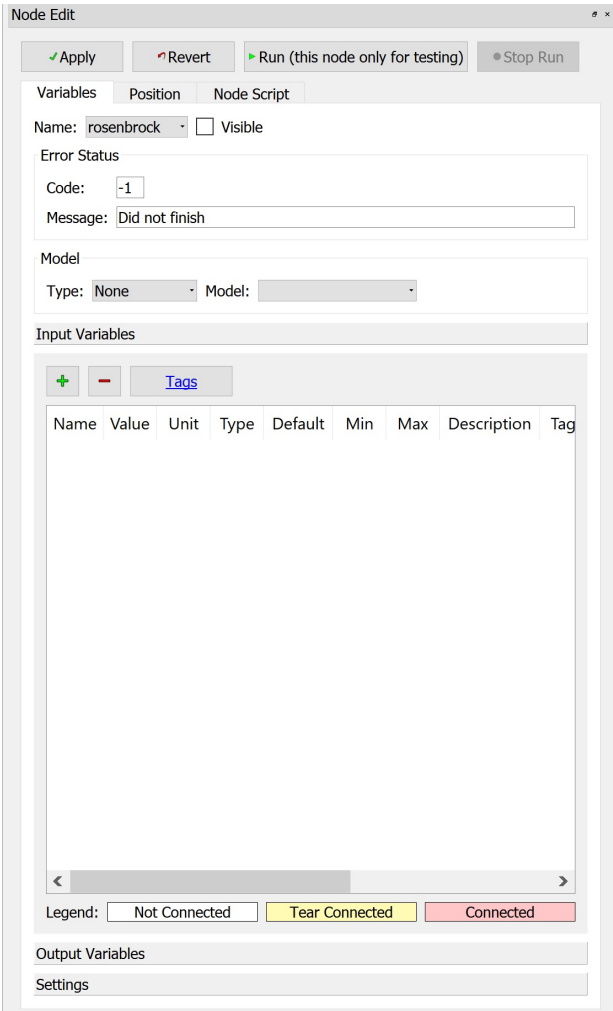 Node Edit
Apply Revert Run (this node only for testing) Stop Run
Variables Position Node Script
Name: rosenbrock Visible
Error Status
Code: -1
Message: Did not finish
Model
Type: None Model:
Input Variables
Tags
Name Value Unit Type Default Min Max Description Tag
Legend: Not Connected Tear Connected Connected
Output Variables
Settings